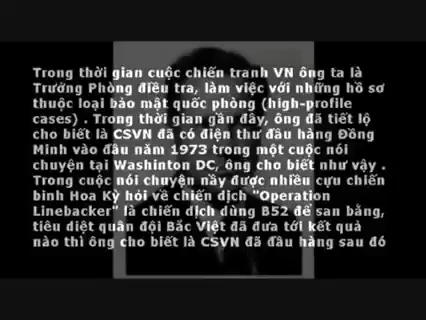 Trong thời gian cuộc chiến tranh VN ông ta là
Trưởng Phòng điều tra, làm việc với những hồ sơ
thuộc loại bảo mật quốc phòng (high-profile
cases) . Trong thời gian gần đây, ông đã tiết lộ
cho biết là CSVN đã có điện thư đầu hàng Đồng
Minh vào đầu năm 1973 trong một cuộc nói
chuyện tại Washinton DC, ông cho biết như vậy .
Trong cuộc nói chuyện nầy được nhiều cựu chiến
binh Hoa Kỳ hỏi về chiến dịch "Operation
Linebacker" là chiến dịch dùng B52 để san bằng,
tiêu diệt quân đội Bắc Việt đã đưa tới kết quả
nào thì ông cho biết là CSVN đã đầu hàng sau đó